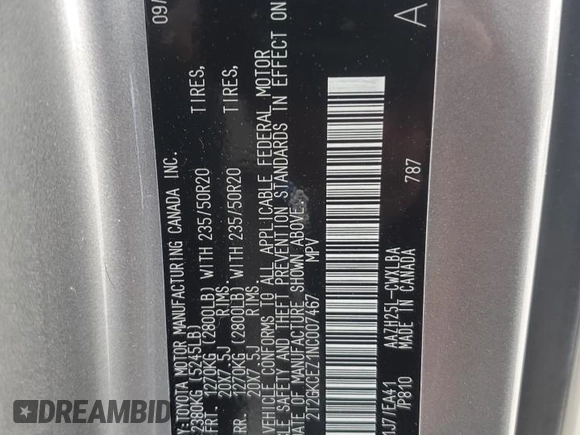 09/
Y:TOYOTA MOTOR MANUFACTURING CANADA INC.
2380KG (5245LB)
FRT. 1270KG (2800LB) WITH 235/50R20 TIRES,
20X7.5J RIMS
RR. 1270KG (2800LB) WITH 235/50R20 TIRES,
20X7.5J RIMS
VEHICLE CONFORMS TO ALL APPLICABLE FEDERAL MOTOR
VEHICLE SAFETY AND THEFT PREVENTION STANDARDS IN EFFECT ON
DATE OF MANUFACTURE SHOWN ABOVE.
2T2GKCEZ1NC007467 MPV
A
1J7/EA41 AAZH25L-CWXLBA
/P810 MADE IN CANADA 787
DREAMBID.COM